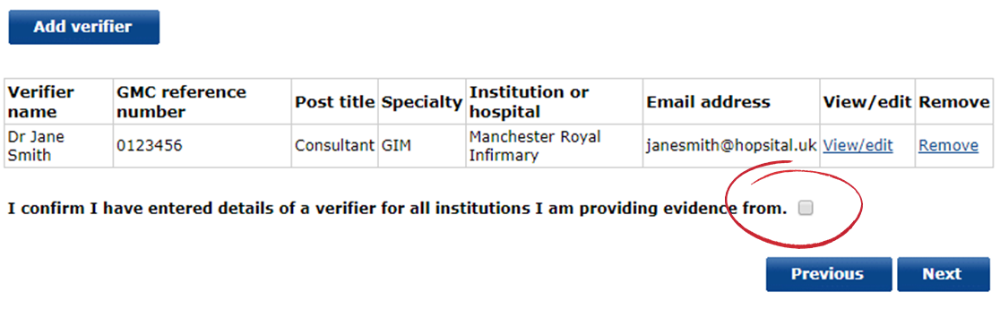 Add verifier
Verifier name GMC reference number Post title Specialty Institution or hospital Email address View/edit Remove
Dr Jane Smith 0123456 Consultant GIM Manchester Royal Infirmary janesmith@hopsital.uk View/edit Remove
I confirm I have entered details of a verifier for all institutions I am providing evidence from.
Previous Next